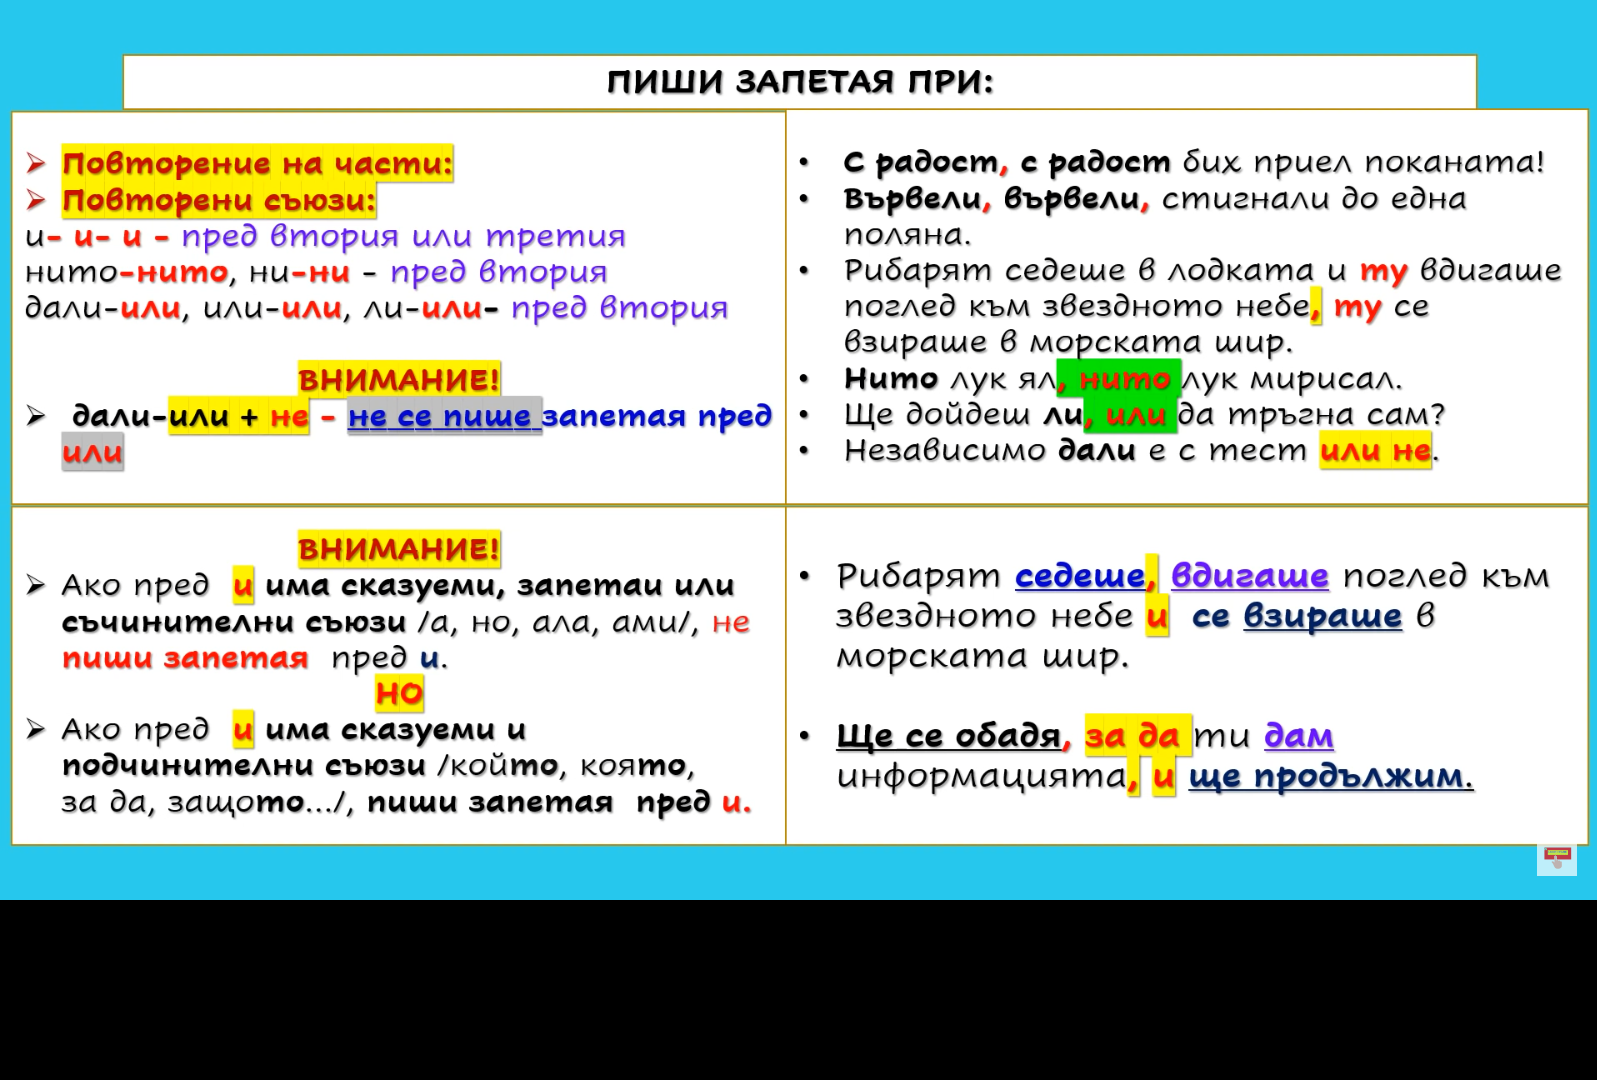 ПИШИ ЗАПЕТАЯ ПРИ:
Повторение на части:
Повторени съюзи:
и- и- и - пред втория или третия
нито-нито, ни-ни - пред втория
дали-или, или-или, ли-или- пред втория
ВНИМАНИЕ!
дали-или + не - не се пише запетая пред
или
• С радост, с радост бих приел поканата!
• Вървели, вървели, стигнали до една
поляна.
• Рибарят седеше в лодката и ту вдигаше
поглед към звездното небе, ту се
взираше в морската шир.
• Нито лук ял, нито лук мирисал.
• Ще дойдеш ли, или да тръгна сам?
• Независимо дали е с тест или не.
ВНИМАНИЕ!
Ако пред и има сказуеми, запетаи или
съчинителни съюзи /а, но, ала, ами/, не
пиши запетая пред и.
НО
Ако пред и има сказуеми и
подчинителни съюзи /който, която,
за да, защото.../, пиши запетая пред и.
• Рибарят седеше, вдигаше поглед към
звездното небе и се взираше в
морската шир.
• Ще се обадя, за да ти дам
информацията, и ще продължим.